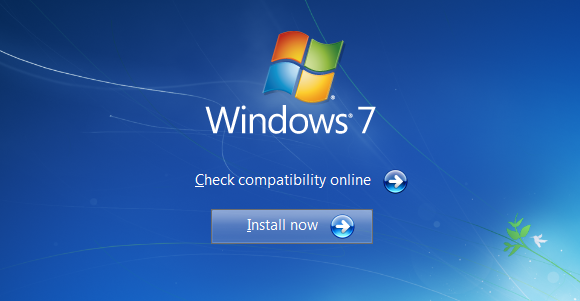 Windows® 7
Check compatibility online
Install now